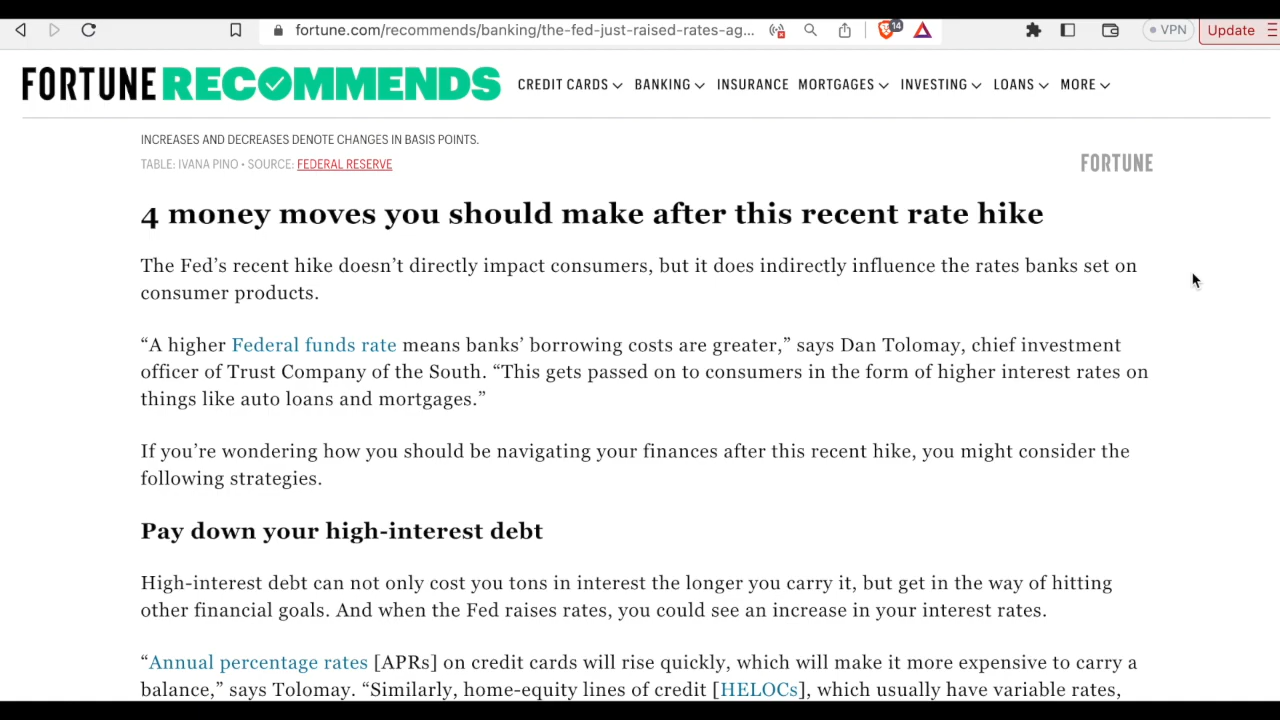 fortune.com/recommends/banking/the-fed-just-raised-rates-ag...
14
VPN
Update
FORTUNE RECOMMENDS
CREDIT CARDS BANKING INSURANCE MORTGAGES INVESTING LOANS MORE
INCREASES AND DECREASES DENOTE CHANGES IN BASIS POINTS.
TABLE: IVANA PINO • SOURCE: FEDERAL RESERVE
FORTUNE
4 money moves you should make after this recent rate hike
The Fed’s recent hike doesn’t directly impact consumers, but it does indirectly influence the rates banks set on
consumer products.
“A higher Federal funds rate means banks’ borrowing costs are greater,” says Dan Tolomay, chief investment
officer of Trust Company of the South. “This gets passed on to consumers in the form of higher interest rates on
things like auto loans and mortgages.”
If you’re wondering how you should be navigating your finances after this recent hike, you might consider the
following strategies.
Pay down your high-interest debt
High-interest debt can not only cost you tons in interest the longer you carry it, but get in the way of hitting
other financial goals. And when the Fed raises rates, you could see an increase in your interest rates.
“Annual percentage rates [APRs] on credit cards will rise quickly, which will make it more expensive to carry a
balance,” says Tolomay. “Similarly, home-equity lines of credit [HELOCs], which usually have variable rates,